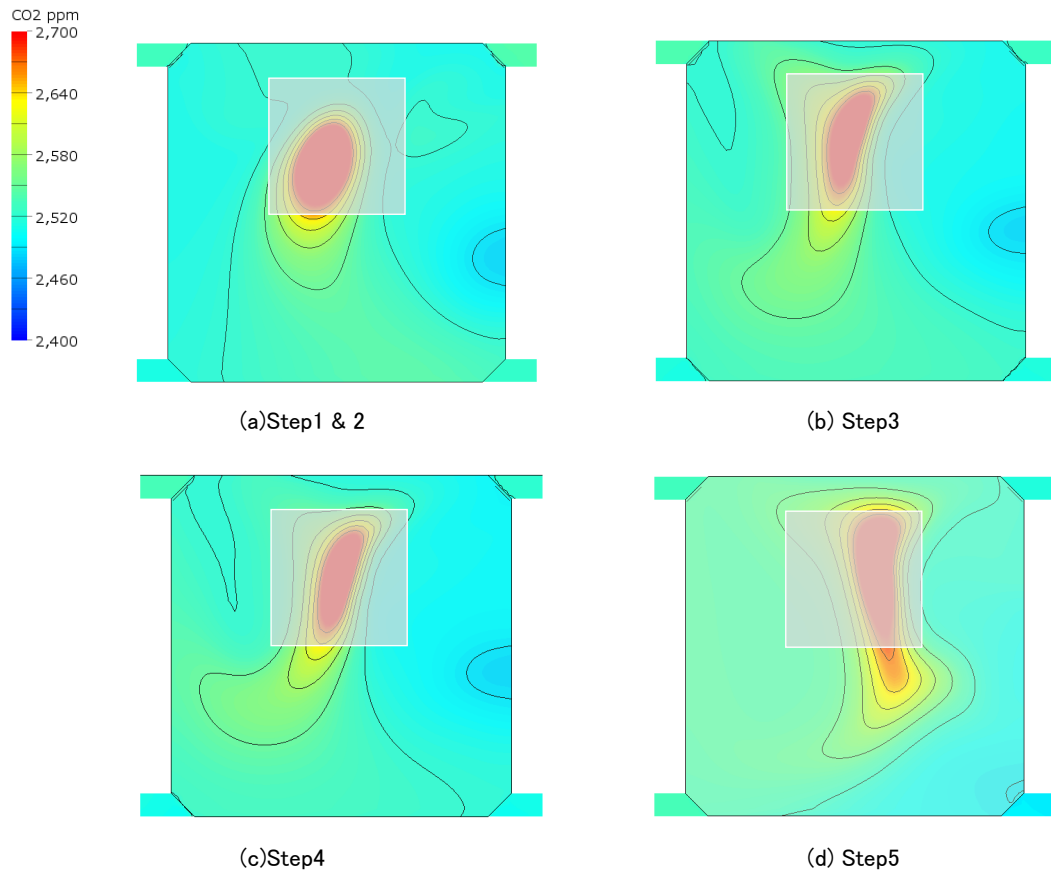 CO2 ppm
2,700
2,640
2,580
2,520
2,460
2,400
(a)Step1 & 2
(b) Step3
(c)Step4
(d) Step5